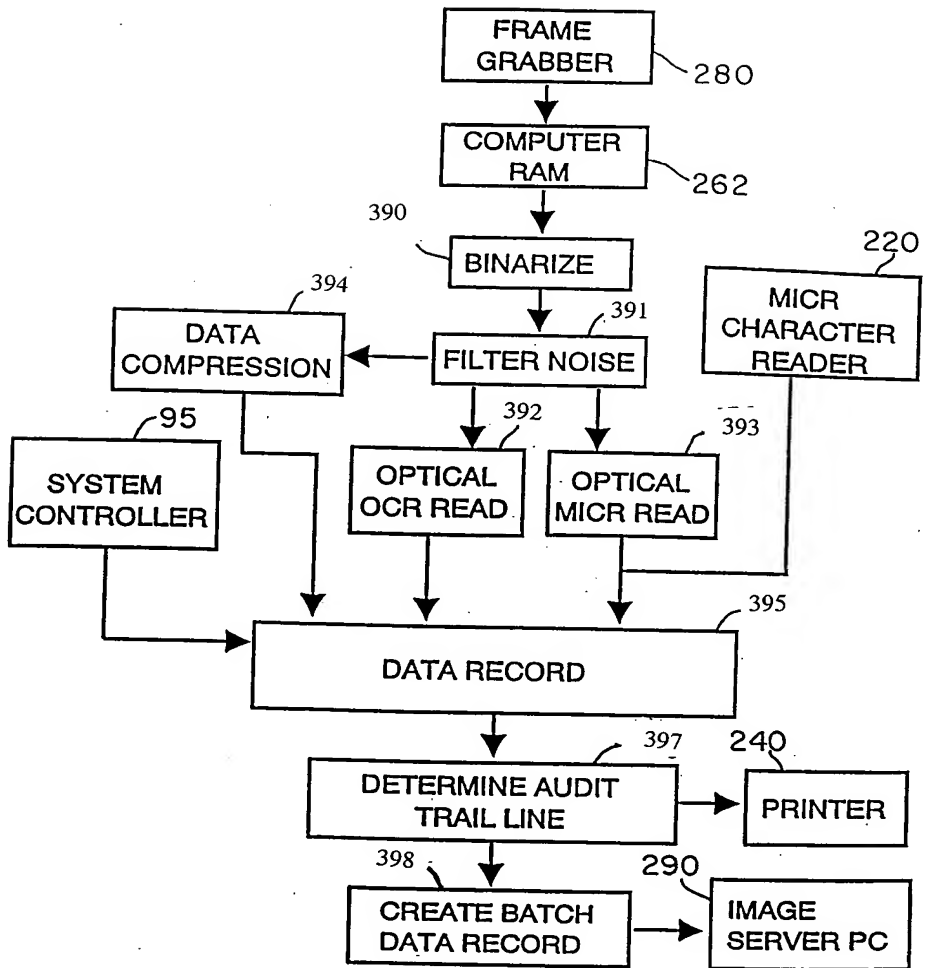 FRAME
GRABBER
280
COMPUTER
RAM
262
390
BINARIZE
220
MICR
CHARACTER
READER
394
DATA
COMPRESSION
391
FILTER NOISE
95
SYSTEM
CONTROLLER
392
OPTICAL
OCR READ
393
OPTICAL
MICR READ
395
DATA RECORD
397
DETERMINE AUDIT
TRAIL LINE
240
PRINTER
398
CREATE BATCH
DATA RECORD
290
IMAGE
SERVER PC